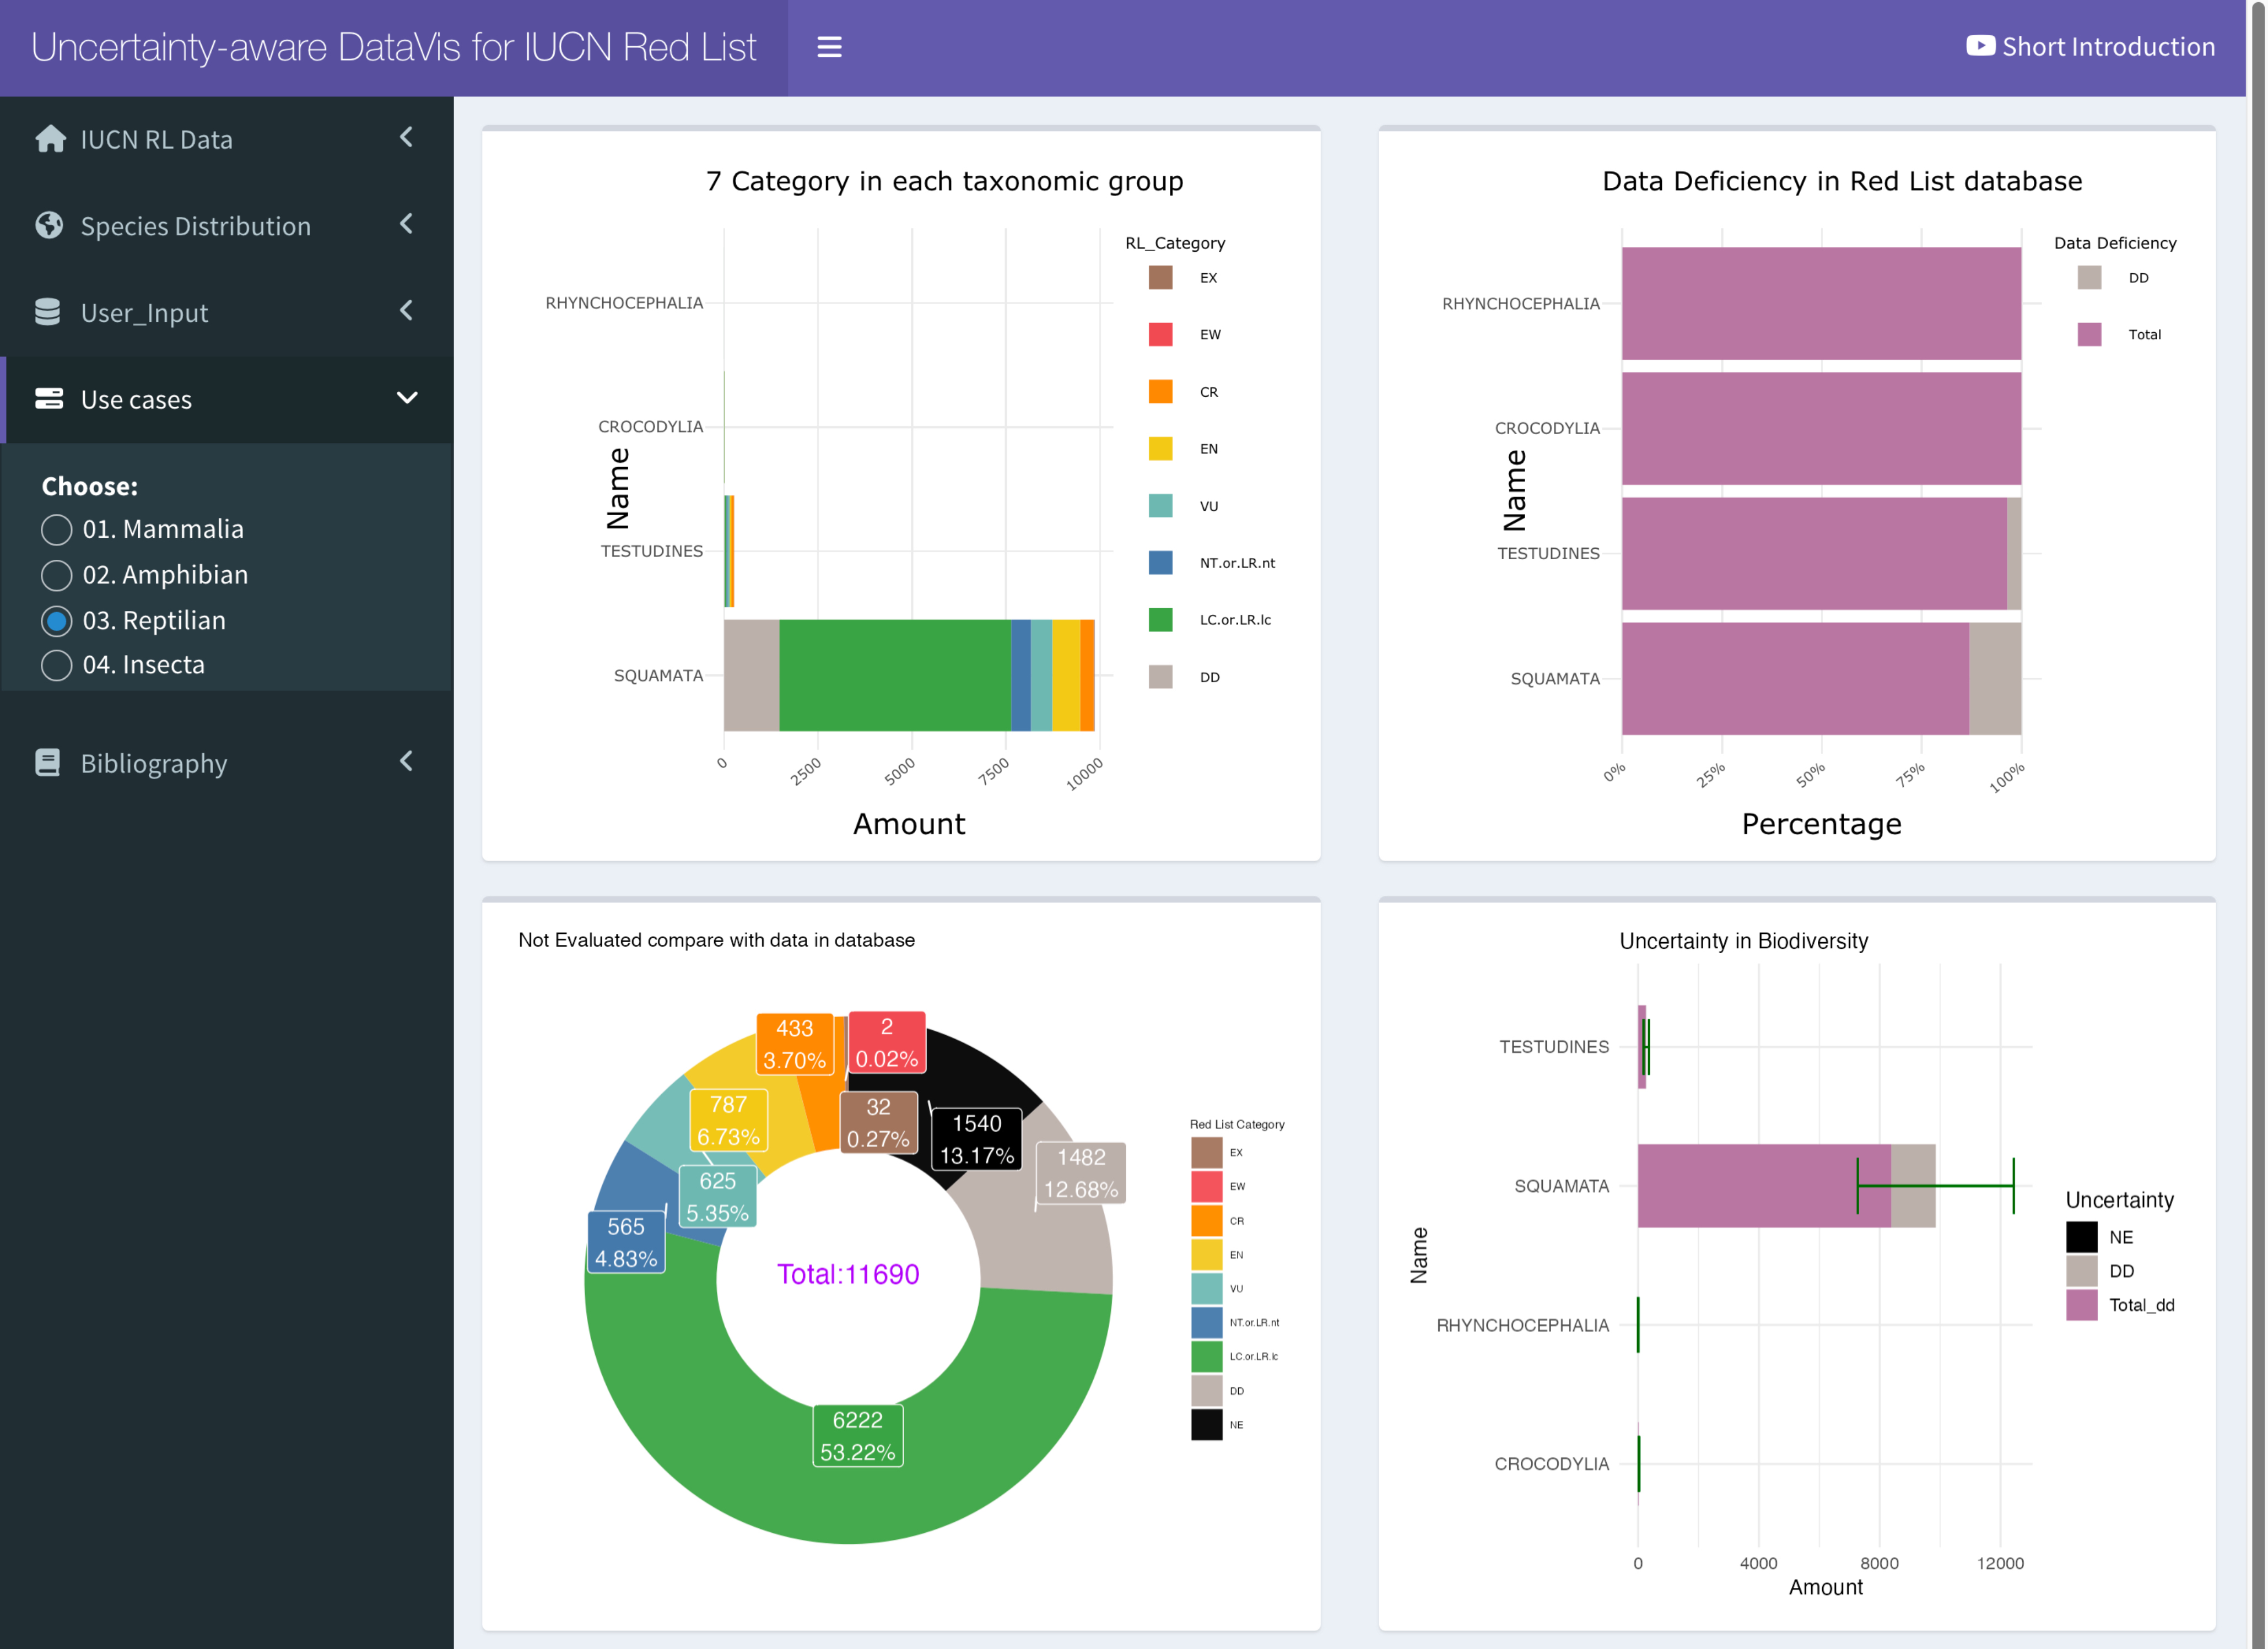 Uncertainty-aware DataVis for IUCN Red List
Short Introduction
IUCN RL Data
Species Distribution
User_Input
Use cases
Choose:
01. Mammalia
02. Amphibian
03. Reptilian
04. Insecta
Bibliography
7 Category in each taxonomic group
RL_Category
EX
EW
CR
EN
VU
NT.or.LR.nt
LC.or.LR.lc
DD
Name
RHYNCHOCEPHALIA
CROCODYLIA
TESTUDINES
SQUAMATA
0
2500
5000
7500
10000
Amount
Data Deficiency in Red List database
Data Deficiency
DD
Total
Name
RHYNCHOCEPHALIA
CROCODYLIA
TESTUDINES
SQUAMATA
0%
25%
50%
75%
100%
Percentage
Not Evaluated compare with data in database
433
3.70%
2
0.02%
787
6.73%
32
0.27%
1540
13.17%
1482
12.68%
625
5.35%
565
4.83%
Total:11690
6222
53.22%
Red List Category
EX
EW
CR
EN
VU
NT.or.LR.nt
LC.or.LR.lc
DD
NE
Uncertainty in Biodiversity
Name
TESTUDINES
SQUAMATA
RHYNCHOCEPHALIA
CROCODYLIA
0
4000
8000
12000
Amount
Uncertainty
NE
DD
Total_dd